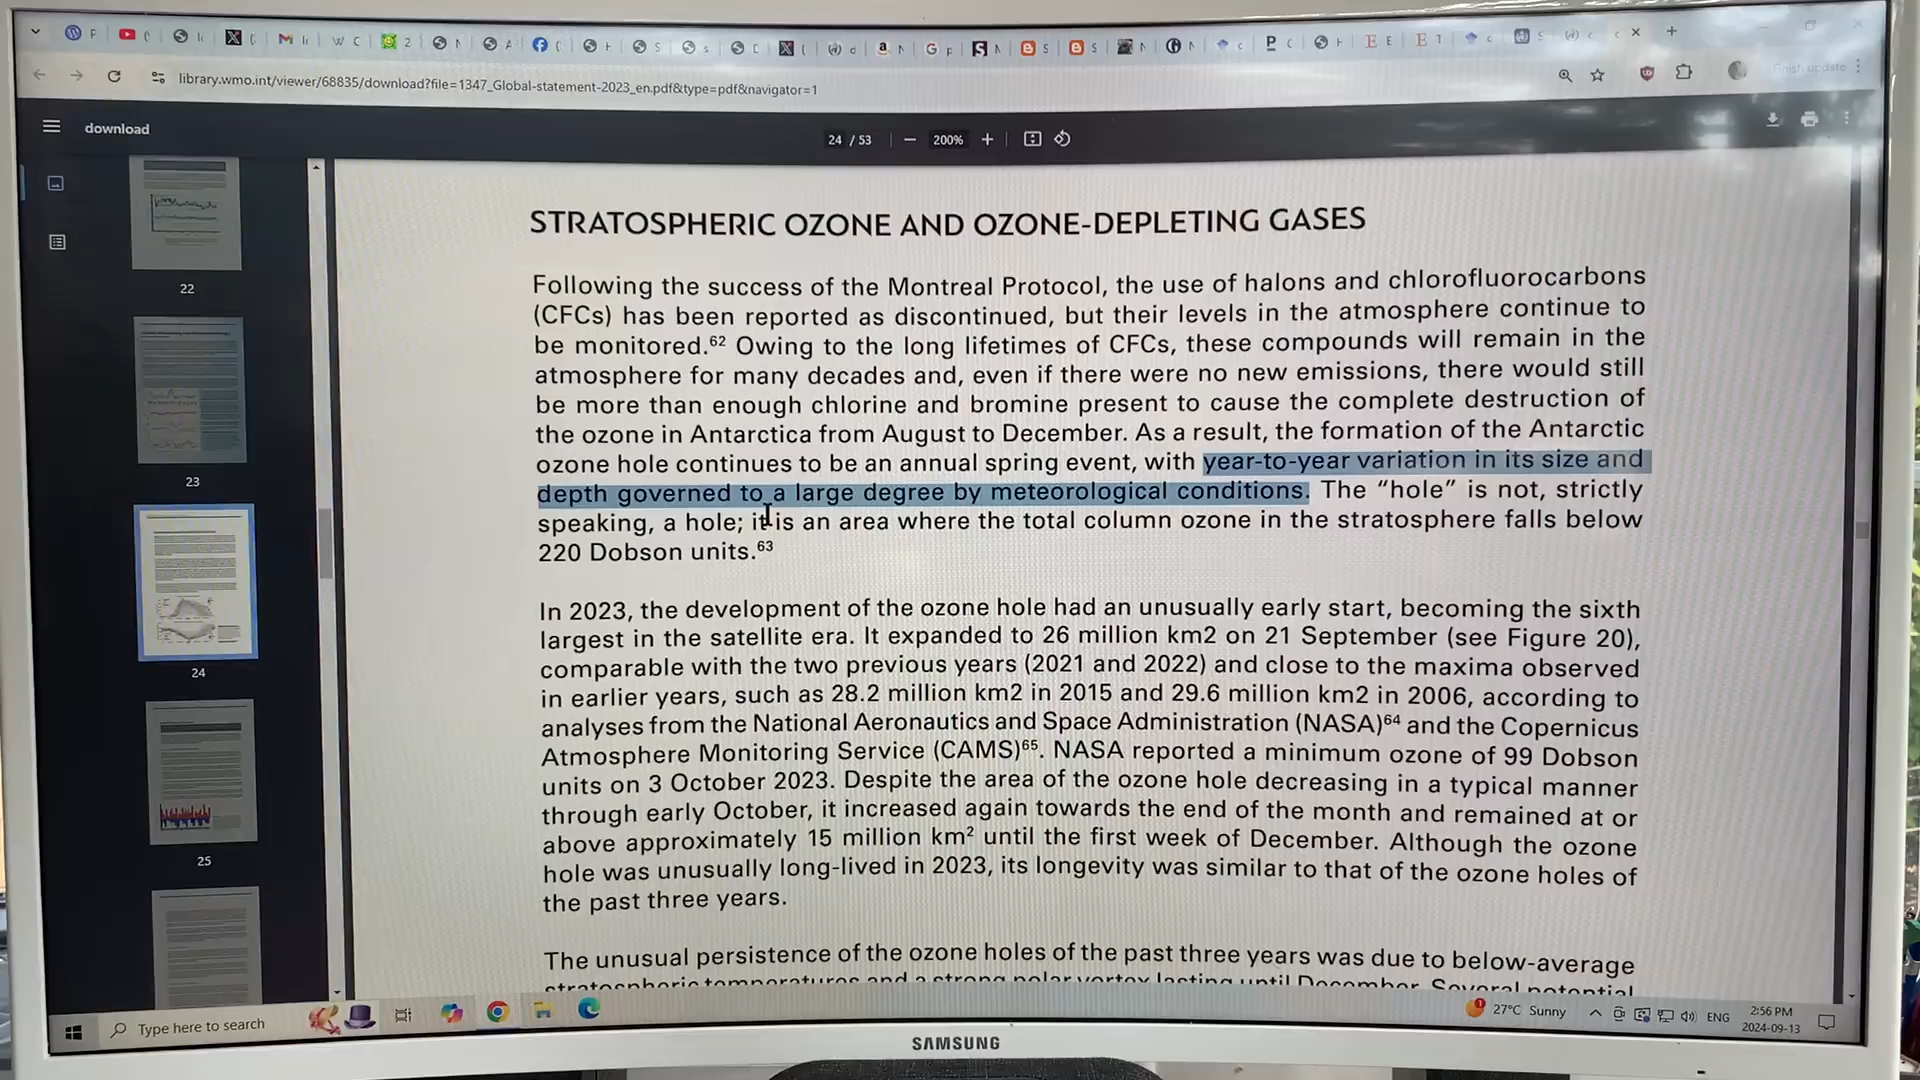 library.wmo.int/viewer/68835/download?file=1347_Global-statement-2023_en.pdf&type=pdf&navigator=1
Finish update
download
24 / 53
200%
STRATOSPHERIC OZONE AND OZONE-DEPLETING GASES
Following the success of the Montreal Protocol, the use of halons and chlorofluorocarbons
(CFCs) has been reported as discontinued, but their levels in the atmosphere continue to
be monitored.⁶² Owing to the long lifetimes of CFCs, these compounds will remain in the
atmosphere for many decades and, even if there were no new emissions, there would still
be more than enough chlorine and bromine present to cause the complete destruction of
the ozone in Antarctica from August to December. As a result, the formation of the Antarctic
ozone hole continues to be an annual spring event, with year-to-year variation in its size and
depth governed to a large degree by meteorological conditions. The “hole” is not, strictly
speaking, a hole; it is an area where the total column ozone in the stratosphere falls below
220 Dobson units.⁶³
In 2023, the development of the ozone hole had an unusually early start, becoming the sixth
largest in the satellite era. It expanded to 26 million km2 on 21 September (see Figure 20),
comparable with the two previous years (2021 and 2022) and close to the maxima observed
in earlier years, such as 28.2 million km2 in 2015 and 29.6 million km2 in 2006, according to
analyses from the National Aeronautics and Space Administration (NASA)⁶⁴ and the Copernicus
Atmosphere Monitoring Service (CAMS)⁶⁵. NASA reported a minimum ozone of 99 Dobson
units on 3 October 2023. Despite the area of the ozone hole decreasing in a typical manner
through early October, it increased again towards the end of the month and remained at or
above approximately 15 million km² until the first week of December. Although the ozone
hole was unusually long-lived in 2023, its longevity was similar to that of the ozone holes of
the past three years.
The unusual persistence of the ozone holes of the past three years was due to below-average
stratospheric temperatures and a strong polar vortex lasting until December. Several potential
22
23
24
25
Type here to search
27°C Sunny
ENG
2:56 PM
2024-09-13
SAMSUNG